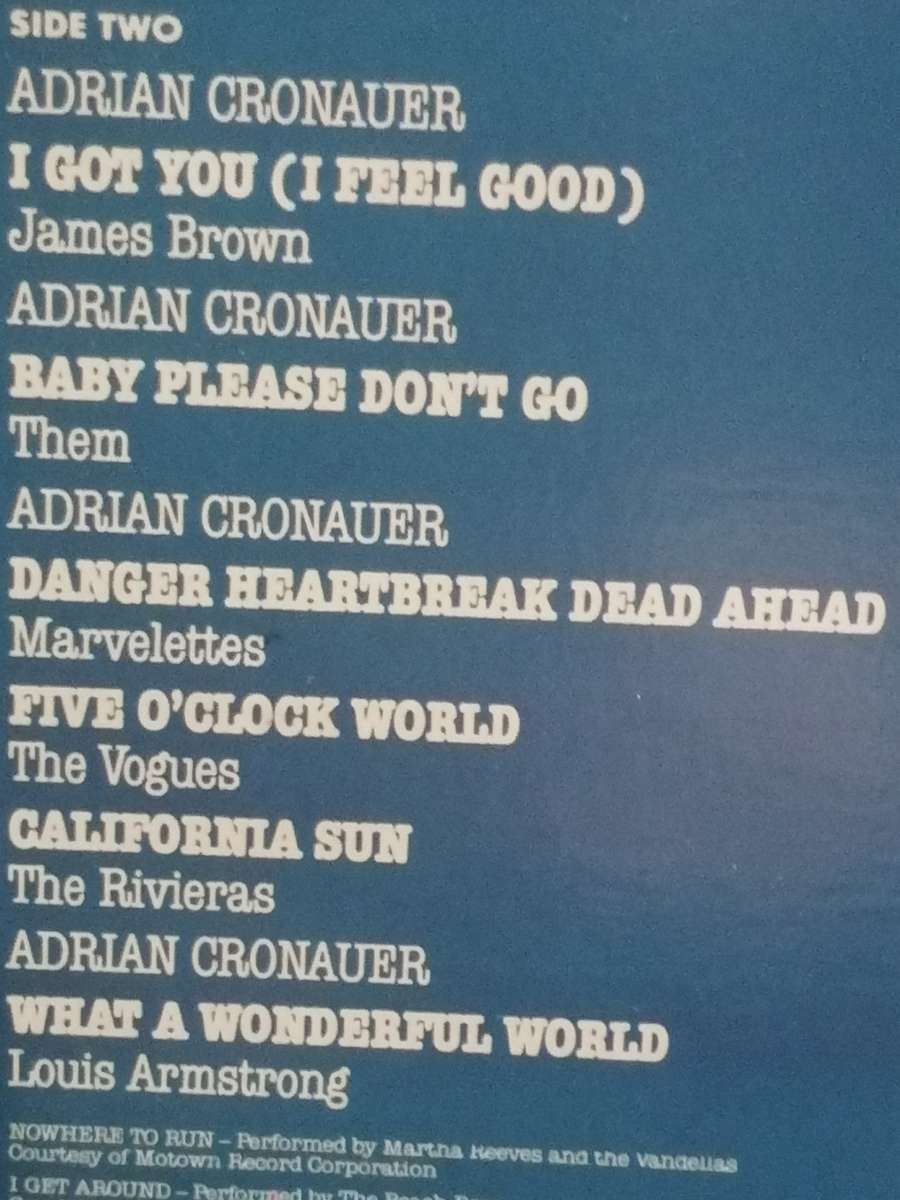 SIDE TWO
ADRIAN CRONAUER
I GOT YOU (I FEEL GOOD)
James Brown
ADRIAN CRONAUER
BABY PLEASE DON'T GO
Them
ADRIAN CRONAUER
DANGER HEARTBREAK DEAD AHEAD
Marvelettes
FIVE O'CLOCK WORLD
The Vogues
CALIFORNIA SUN
The Rivieras
ADRIAN CRONAUER
WHAT A WONDERFUL WORLD
Louis Armstrong
NOWHERE TO RUN – Performed by Martha Reeves and the Vandellas
Courtesy of Motown Record Corporation
I GET AROUND – Performed by The